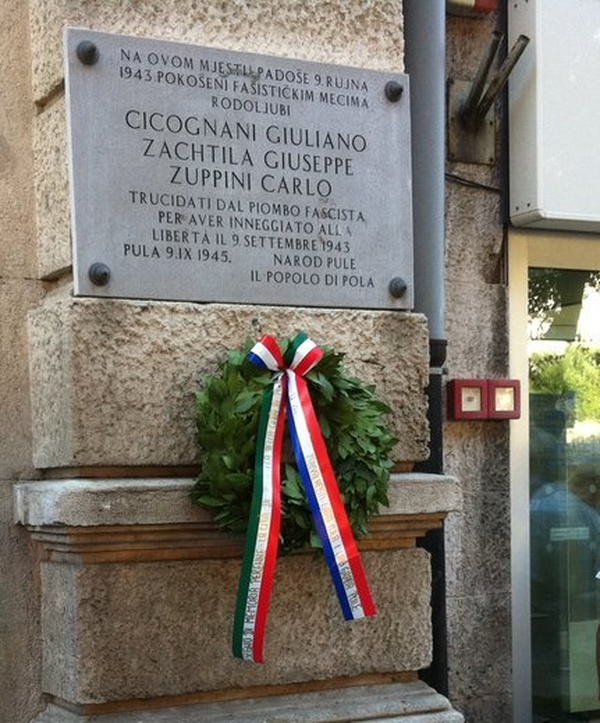 NA OVOM MJESTU PADOŠE 9. RUJNA
1943. POKOŠENI FAŠISTIČKIM MECIMA
RODOLJUBI
CICOGNANI GIULIANO
ZACHTILA GIUSEPPE
ZUPPINI CARLO
TRUCIDATI DAL PIOMBO FASCISTA
PER AVER INNEGGIATO ALLA
LIBERTÀ IL 9. SETTEMBRE 1943
PULA 9.IX 1945. NAROD PULE
IL POPOLO DI POLA
MEMORIA
PULE